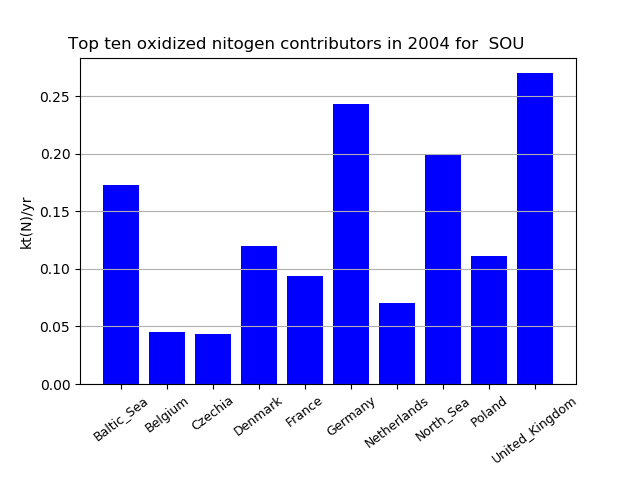 Top ten oxidized nitogen contributors in 2004 for  SOU
kt(N)/yr
0.25
0.20
0.15
0.10
0.05
0.00
Baltic_Sea
Belgium
Czechia
Denmark
France
Germany
Netherlands
North_Sea
Poland
United_Kingdom